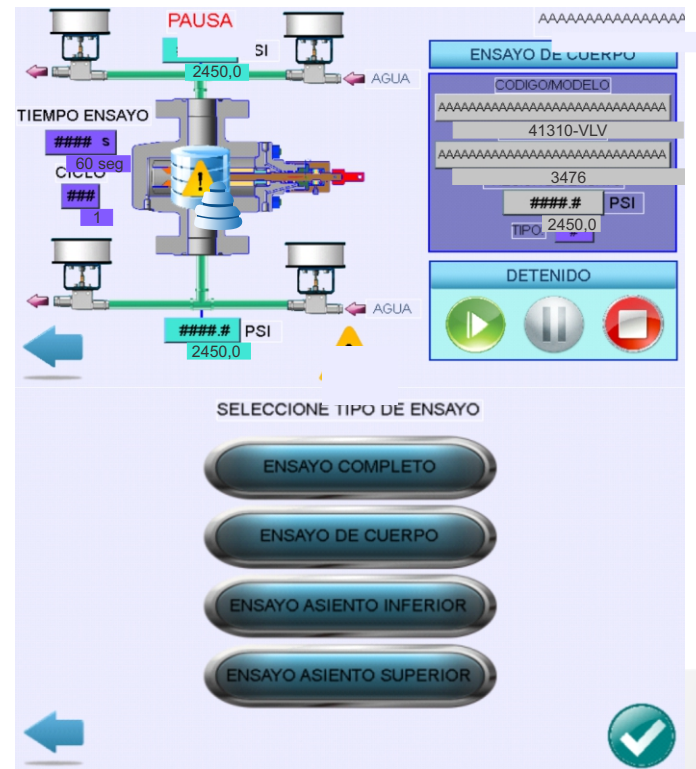 PAUSA
AAAAAAAAAAAAAAAAA
SI
2450,0
AGUA
TIEMPO ENSAYO
#### s
60 seg
CICLO
###
1
ENSAYO DE CUERPO
CODIGO/MODELO
AAAAAAAAAAAAAAAAAAAAAAAAAAAAAA
41310-VLV
AAAAAAAAAAAAAAAAAAAAAAAAAAAAAA
3476
####.# PSI
2450,0
TIPO
#
DETENIDO
AGUA
####.# PSI
2450,0
SELECCIONE TIPO DE ENSAYO
ENSAYO COMPLETO
ENSAYO DE CUERPO
ENSAYO ASIENTO INFERIOR
ENSAYO ASIENTO SUPERIOR